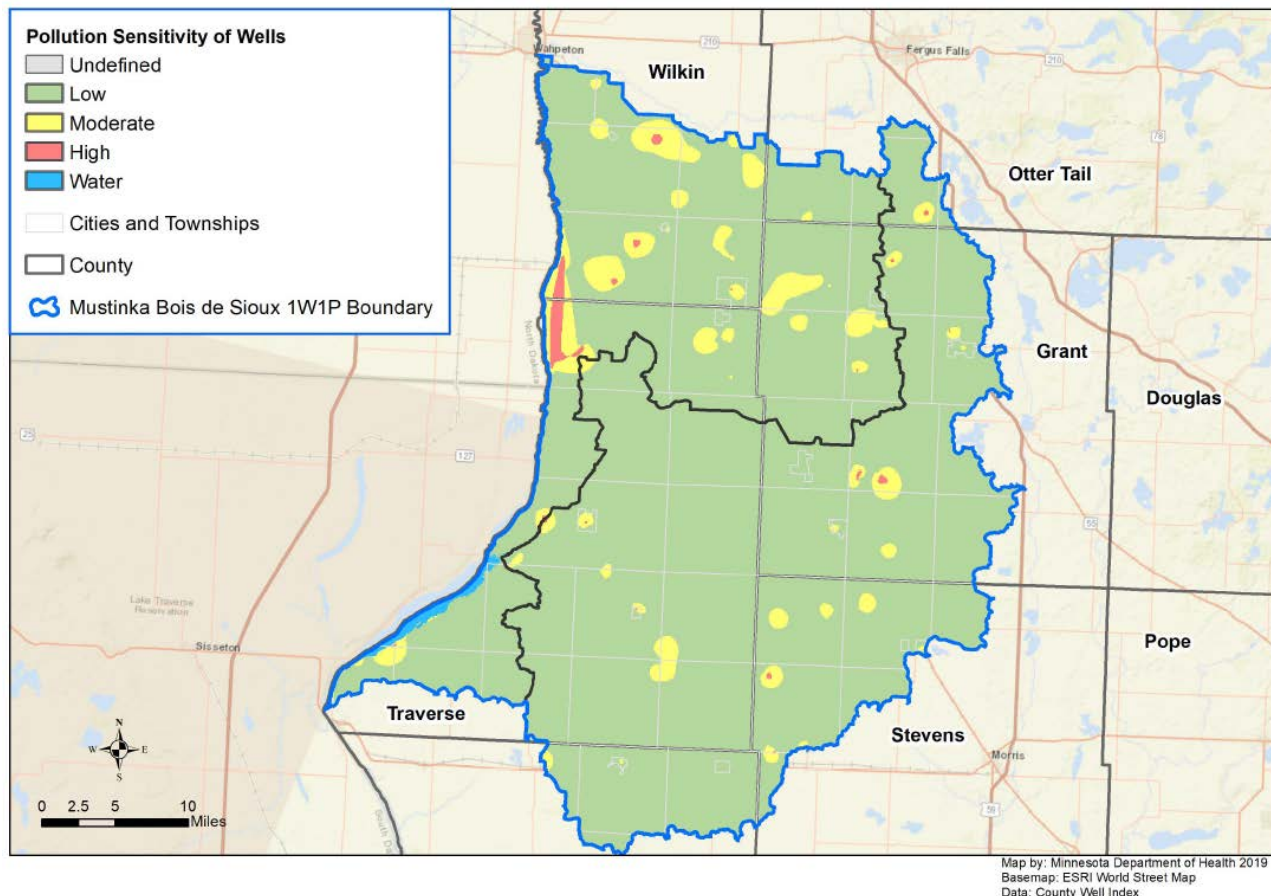 Pollution Sensitivity of Wells
Undefined
Low
Moderate
High
Water
Cities and Townships
County
Mustinka Bois de Sioux 1W1P Boundary
Wahpeton
210
Wilkin
Fergus Falls
210
78
Otter Tail
North Dakota
Grant
Douglas
25
127
55
Lake Traverse
Reservation
Sisseton
Pope
Traverse
Stevens
Morris
N
W E
S
0 2.5 5 10
Miles
South Da
Map by: Minnesota Department of Health 2019
Basemap: ESRI World Street Map
Data: County Well Index